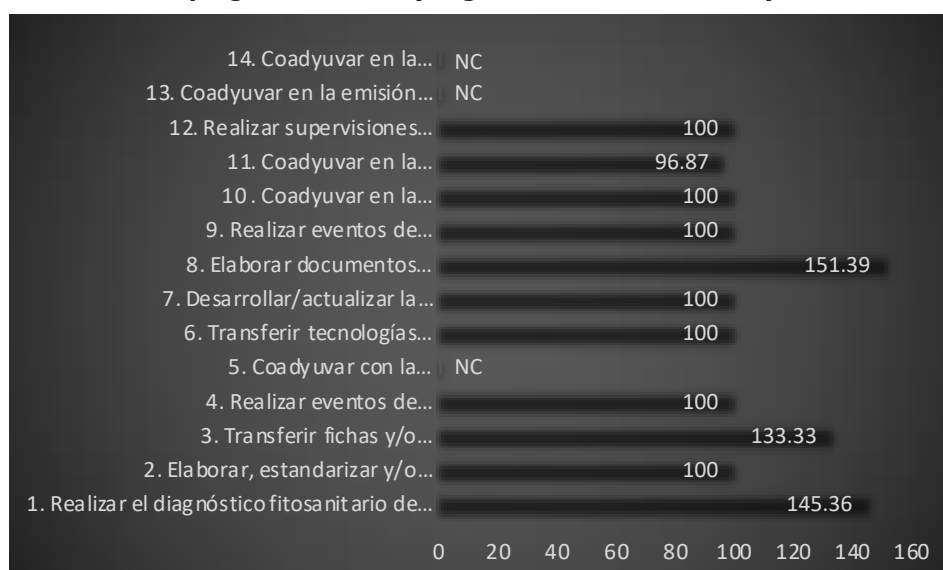 14. Coadyuvar en la... NC
13. Coadyuvar en la emisión... NC
12. Realizar supervisiones... 100
11. Coadyuvar en la... 96.87
10. Coadyuvar en la... 100
9. Realizar eventos de... 100
8. Elaborar documentos... 151.39
7. Desarrollar/actualizar la... 100
6. Transferir tecnologías... 100
5. Coadyuvar con la... NC
4. Realizar eventos de... 100
3. Transferir fichas y/o... 133.33
2. Elaborar, estandarizar y/o... 100
1. Realizar el diagnóstico fitosanitario de... 145.36
0 20 40 60 80 100 120 140 160